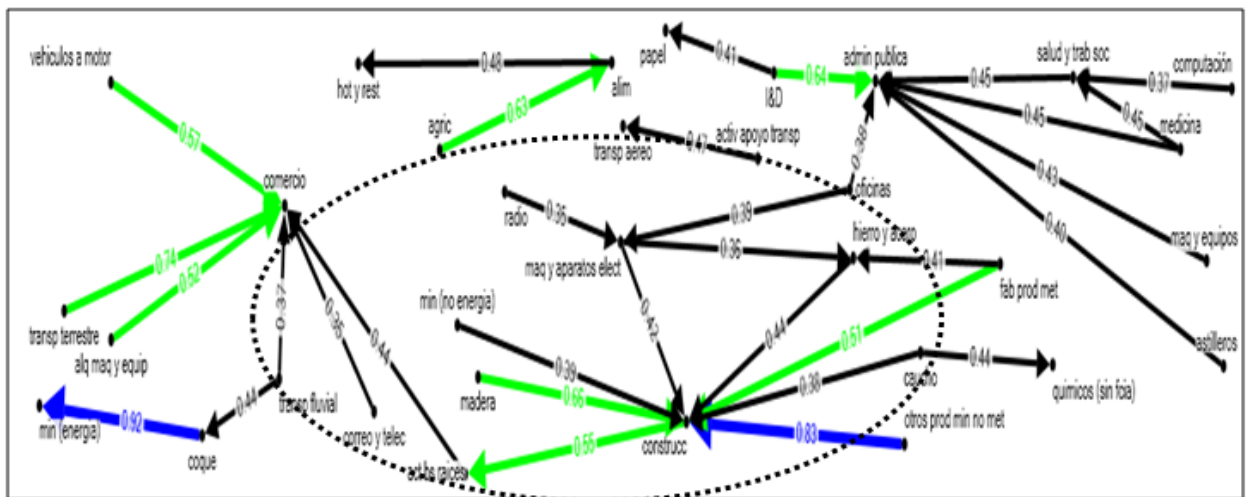 vehiculos a motor
hot y rest
0.48
alim
papel
0.41
I&D
0.64
admin publica
salud y trab soc
0.45
computación
0.37
0.57
agric
0.63
transp aereo
0.47
activ apoyo transp
0.45
0.45
medicina
comercio
0.38
oficinas
0.43
radio
0.35
0.39
0.40
maq y aparatos elect
0.36
hierro y acero
0.41
maq y equipos
0.74
0.52
fab prod met
transp terrestre
alq maq y equip
0.37
0.35
0.44
min (no energia)
0.39
0.42
0.44
0.51
astilleros
madera
0.66
0.38
caucho
0.44
quimicos (sin fcia)
min (energia)
0.92
0.44
coque
transp fluvial
correo y telec
act bs raices
0.55
construcc
0.83
otros prod min no met